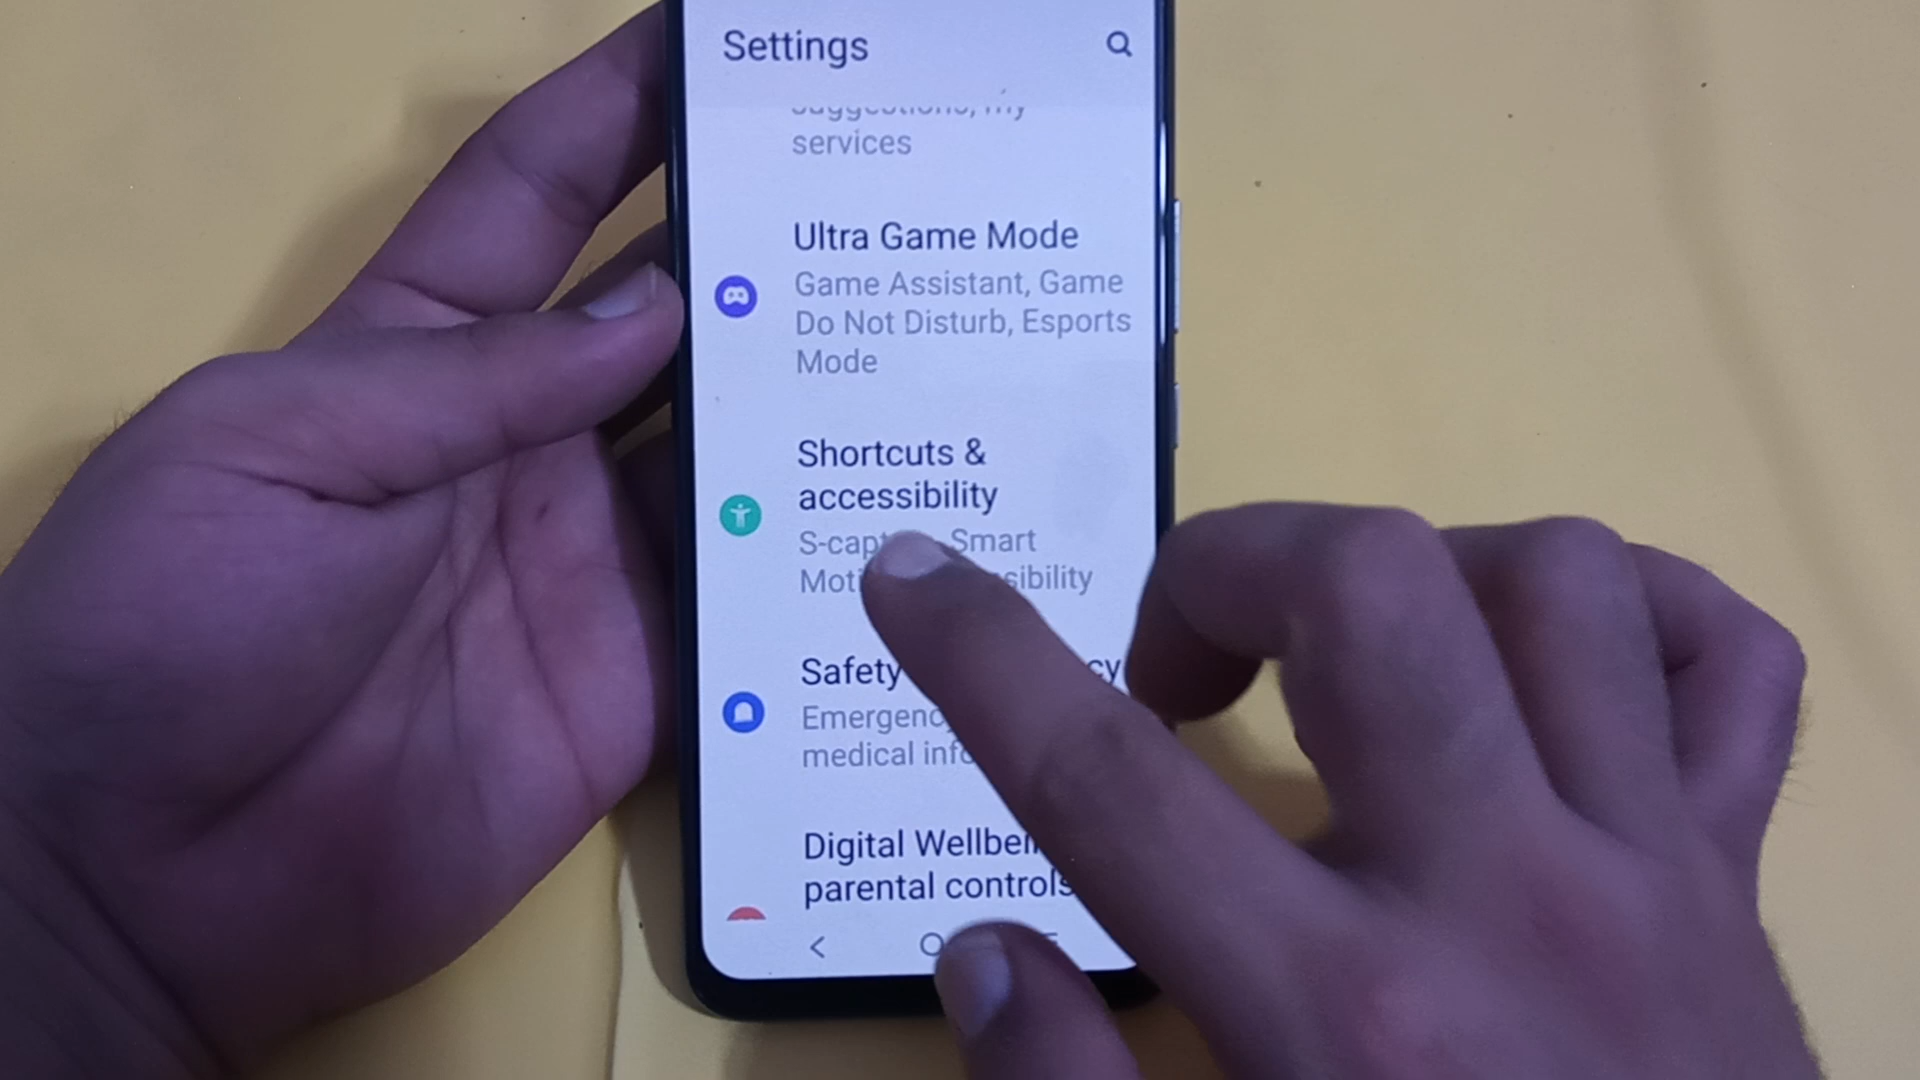 Settings
services
Ultra Game Mode
Game Assistant, Game
Do Not Disturb, Esports
Mode
Shortcuts &
accessibility
Smart
Safety
medical
Digital
parental controls